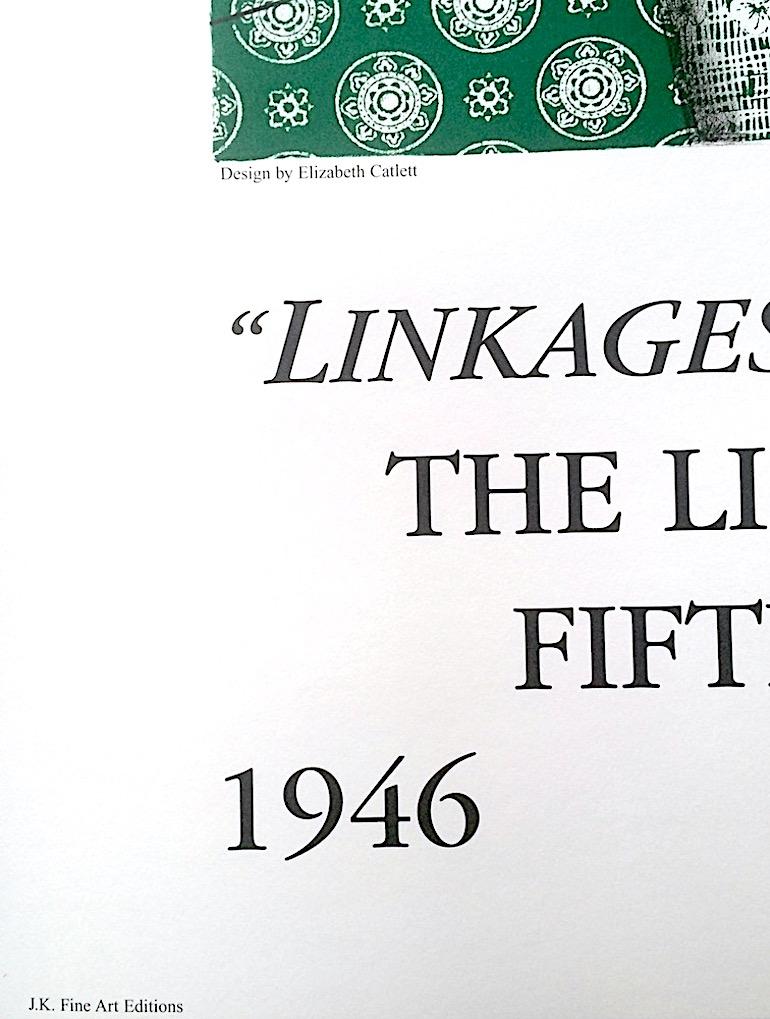 Design by Elizabeth Catlett
“LINKAGES
THE LI
FIFT
1946
J.K. Fine Art Editions